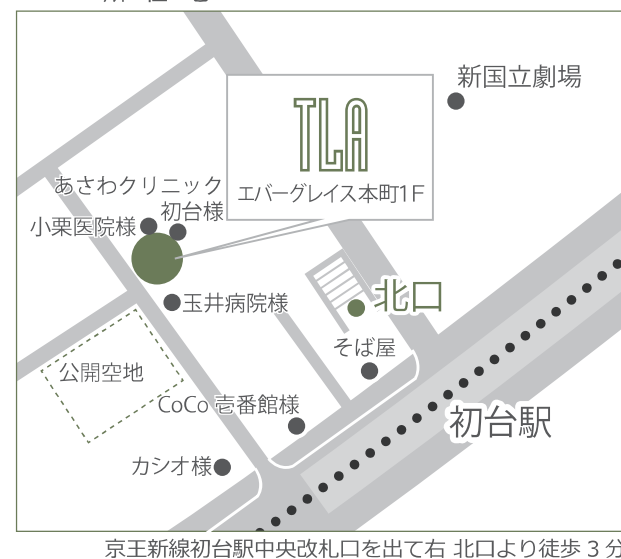 新国立劇場
TLA
エバーグレイス本町1F
あさわクリニック
初台様
小栗医院様
玉井病院様
北口
そば屋
公開空地
CoCo 壱番館様
初台駅
カシオ様
京王新線初台駅中央改札口を出て右 北口より徒歩 3 分